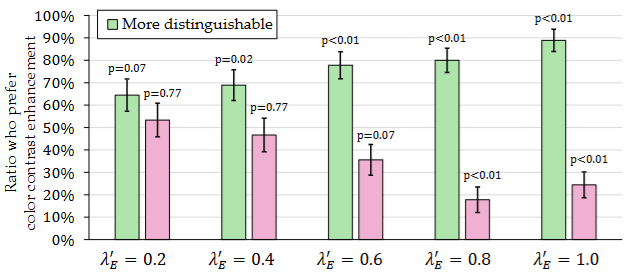 Ratio who prefer
color contrast enhancement
100%
90%
80%
70%
60%
50%
40%
30%
20%
10%
0%
More distinguishable
p=0.07
p=0.77
p=0.02
p=0.77
p<0.01
p=0.07
p<0.01
p<0.01
p<0.01
p<0.01
λ′E = 0.2
λ′E = 0.4
λ′E = 0.6
λ′E = 0.8
λ′E = 1.0